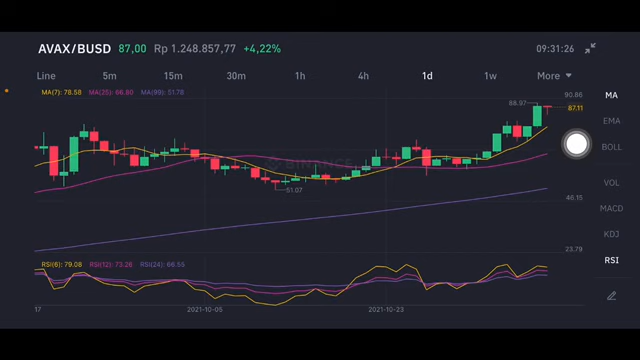 AVAX/BUSD 87,00 Rp 1.248.857,77 +4,22% 09:31:26
Line 5m 15m 30m 1h 4h 1d 1w More
MA(7): 78.58 MA(25): 66.80 MA(99): 51.78
MA
EMA
BOLL
VOL
MACD
KDJ
RSI
90.86
88.97
87.11
BINANCE
51.07
46.15
23.79
RSI(6): 79.08 RSI(12): 73.26 RSI(24): 66.55
17 2021-10-05 2021-10-23